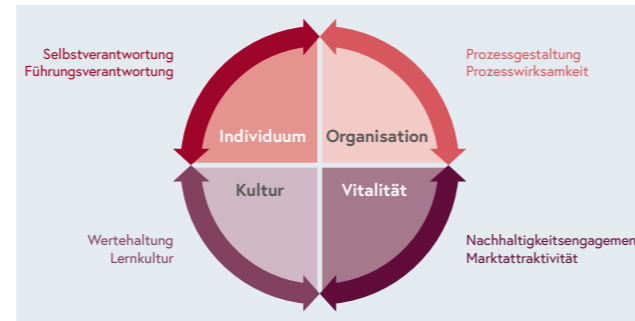 Selbstverantwortung
Führungsverantwortung
Prozessgestaltung
Prozesswirksamkeit
Individuum
Organisation
Kultur
Vitalität
Wertehaltung
Lernkultur
Nachhaltigkeitsengagemen
Marktattraktivität